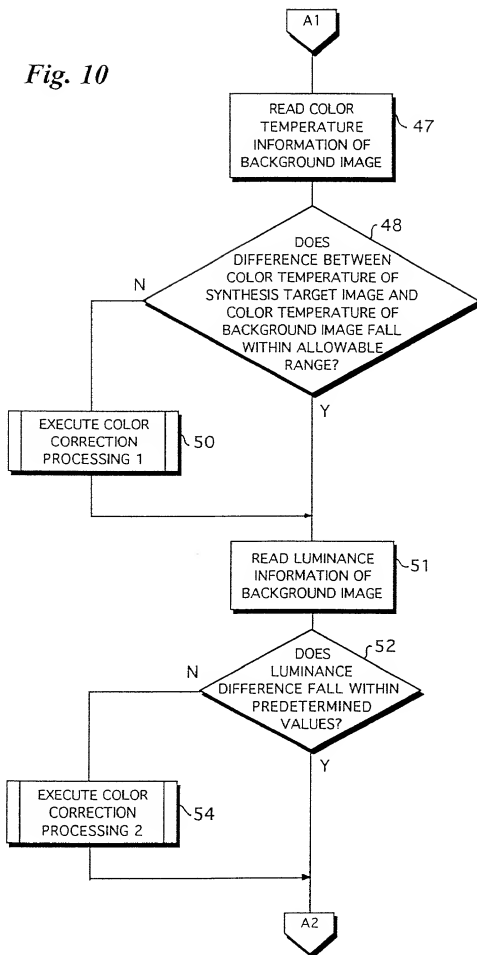 A1
Fig. 10
READ COLOR
TEMPERATURE
INFORMATION OF
BACKGROUND IMAGE
47
48
DOES
DIFFERENCE BETWEEN
COLOR TEMPERATURE OF
SYNTHESIS TARGET IMAGE AND
COLOR TEMPERATURE OF
BACKGROUND IMAGE FALL
WITHIN ALLOWABLE
RANGE?
N
Y
EXECUTE COLOR
CORRECTION
PROCESSING 1
50
READ LUMINANCE
INFORMATION OF
BACKGROUND IMAGE
51
52
DOES
LUMINANCE
DIFFERENCE FALL WITHIN
PREDETERMINED
VALUES?
N
Y
EXECUTE COLOR
CORRECTION
PROCESSING 2
54
A2